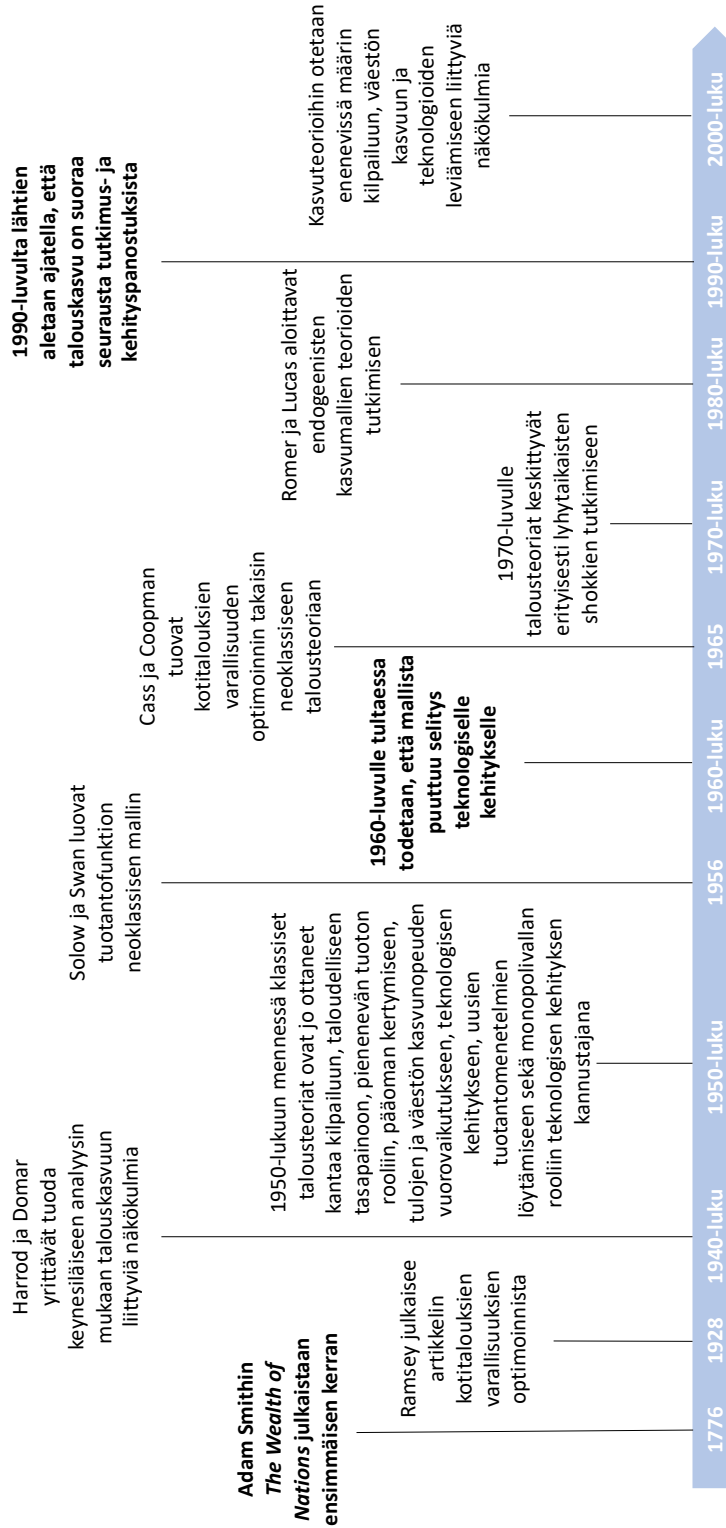 Adam Smithin
The Wealth of
Nations julkaistaan
ensimmäisen kerran
Ramsey julkaisee
artikkelin
kotitalouksien
varallisuuksien
optimoinnista
Harrod ja Domar
yrittävät tuoda
keynesiläiseen analyysin
mukaan talouskasvuun
liittyviä näkökulmia
1950-lukuun mennessä klassiset
talousteoriat ovat jo ottaneet
kantaa kilpailuun, taloudelliseen
tasapainoon, pienenevän tuoton
rooliin, pääoman kertymiseen,
tulojen ja väestön kasvunopeuden
vuorovaikutukseen, teknologisen
kehitykseen, uusien
tuotantomenetelmien
löytämiseen sekä monopolivallan
rooliin teknologisen kehityksen
kannustajana
Solow ja Swan luovat
tuotantofunktion
neoklassisen mallin
1960-luvulle tultaessa
todetaan, että mallista
puuttuu selitys
teknologiselle
kehitykselle
Cass ja Coopman
tuovat
kotitalouksien
varallisuuden
optimoinnin takaisin
neoklassiseen
talousteoriaan
1970-luvulle
talousteoriat keskittyvät
erityisesti lyhytaikaisten
shokkien tutkimiseen
Romer ja Lucas aloittavat
endogeenisten
kasvumallien teorioiden
tutkimisen
1990-luvulta lähtien
aletaan ajatella, että
talouskasvu on suoraa
seurausta tutkimus- ja
kehityspanostuksista
Kasvuteorioihin otetaan
enenevissä määrin
kilpailuun, väestön
kasvuun ja
teknologioiden
leviämiseen liittyviä
näkökulmia
1776
1928
1940-luku
1950-luku
1956
1960-luku
1965
1970-luku
1980-luku
1990-luku
2000-luku